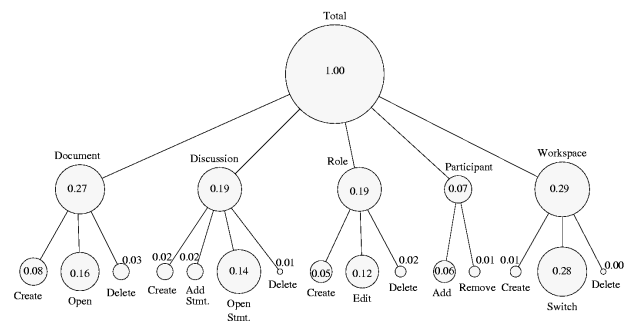 Total
1.00
Document
Discussion
Role
Participant
Workspace
0.27
0.19
0.19
0.07
0.29
0.08
0.16
0.03
0.02
0.02
0.14
0.01
0.05
0.12
0.02
0.06
0.01
0.01
0.28
0.00
Create
Open
Delete
Create
Add
Stmt.
Open
Stmt.
Delete
Create
Edit
Delete
Add
Remove
Create
Switch
Delete